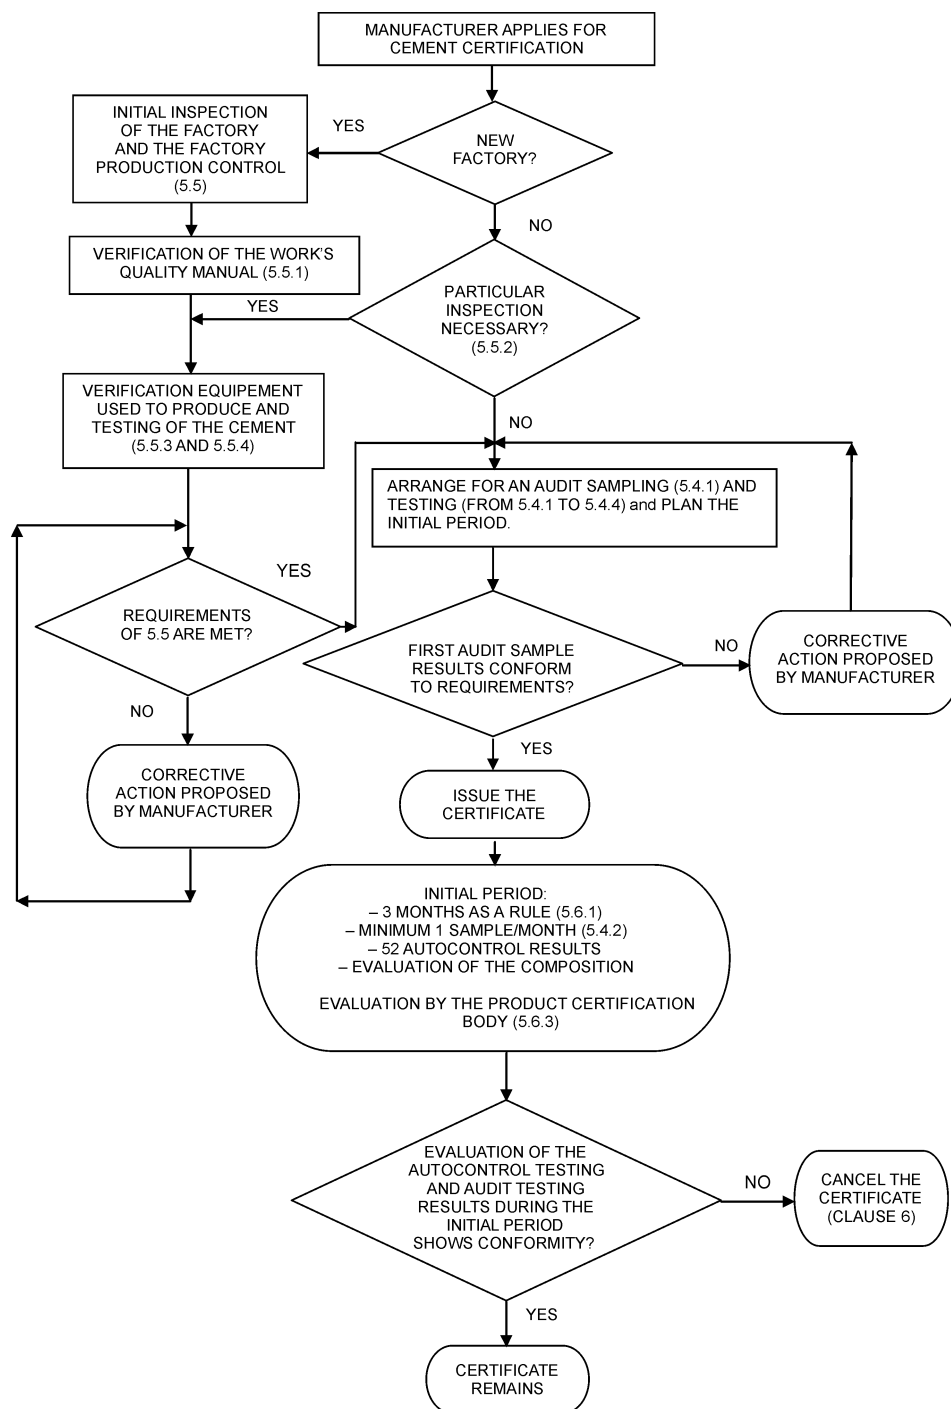 MANUFACTURER APPLIES FOR
CEMENT CERTIFICATION
INITIAL INSPECTION
OF THE FACTORY
AND THE FACTORY
PRODUCTION CONTROL
(5.5)
YES
NEW
FACTORY?
NO
VERIFICATION OF THE WORK'S
QUALITY MANUAL (5.5.1)
YES
PARTICULAR
INSPECTION
NECESSARY?
(5.5.2)
VERIFICATION EQUIPEMENT
USED TO PRODUCE AND
TESTING OF THE CEMENT
(5.5.3 AND 5.5.4)
NO
ARRANGE FOR AN AUDIT SAMPLING (5.4.1) AND
TESTING (FROM 5.4.1 TO 5.4.4) and PLAN THE
INITIAL PERIOD.
YES
REQUIREMENTS
OF 5.5 ARE MET?
FIRST AUDIT SAMPLE
RESULTS CONFORM
TO REQUIREMENTS?
NO
CORRECTIVE
ACTION PROPOSED
BY MANUFACTURER
NO
YES
CORRECTIVE
ACTION PROPOSED
BY MANUFACTURER
ISSUE THE
CERTIFICATE
INITIAL PERIOD:
– 3 MONTHS AS A RULE (5.6.1)
– MINIMUM 1 SAMPLE/MONTH (5.4.2)
– 52 AUTOCONTROL RESULTS
– EVALUATION OF THE COMPOSITION
EVALUATION BY THE PRODUCT CERTIFICATION
BODY (5.6.3)
EVALUATION OF THE
AUTOCONTROL TESTING
AND AUDIT TESTING
RESULTS DURING THE
INITIAL PERIOD
SHOWS CONFORMITY?
NO
CANCEL THE
CERTIFICATE
(CLAUSE 6)
YES
CERTIFICATE
REMAINS